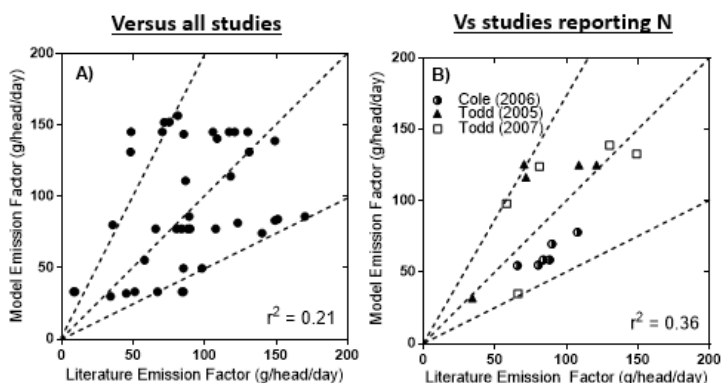 Versus all studies
Vs studies reporting N
A)
r² = 0.21
Model Emission Factor (g/head/day)
Literature Emission Factor (g/head/day)
200
150
100
50
0
0 50 100 150 200
B)
Cole (2006)
Todd (2005)
Todd (2007)
r² = 0.36
Model Emission Factor (g/head/day)
Literature Emission Factor (g/head/day)
200
150
100
50
0
0 50 100 150 200